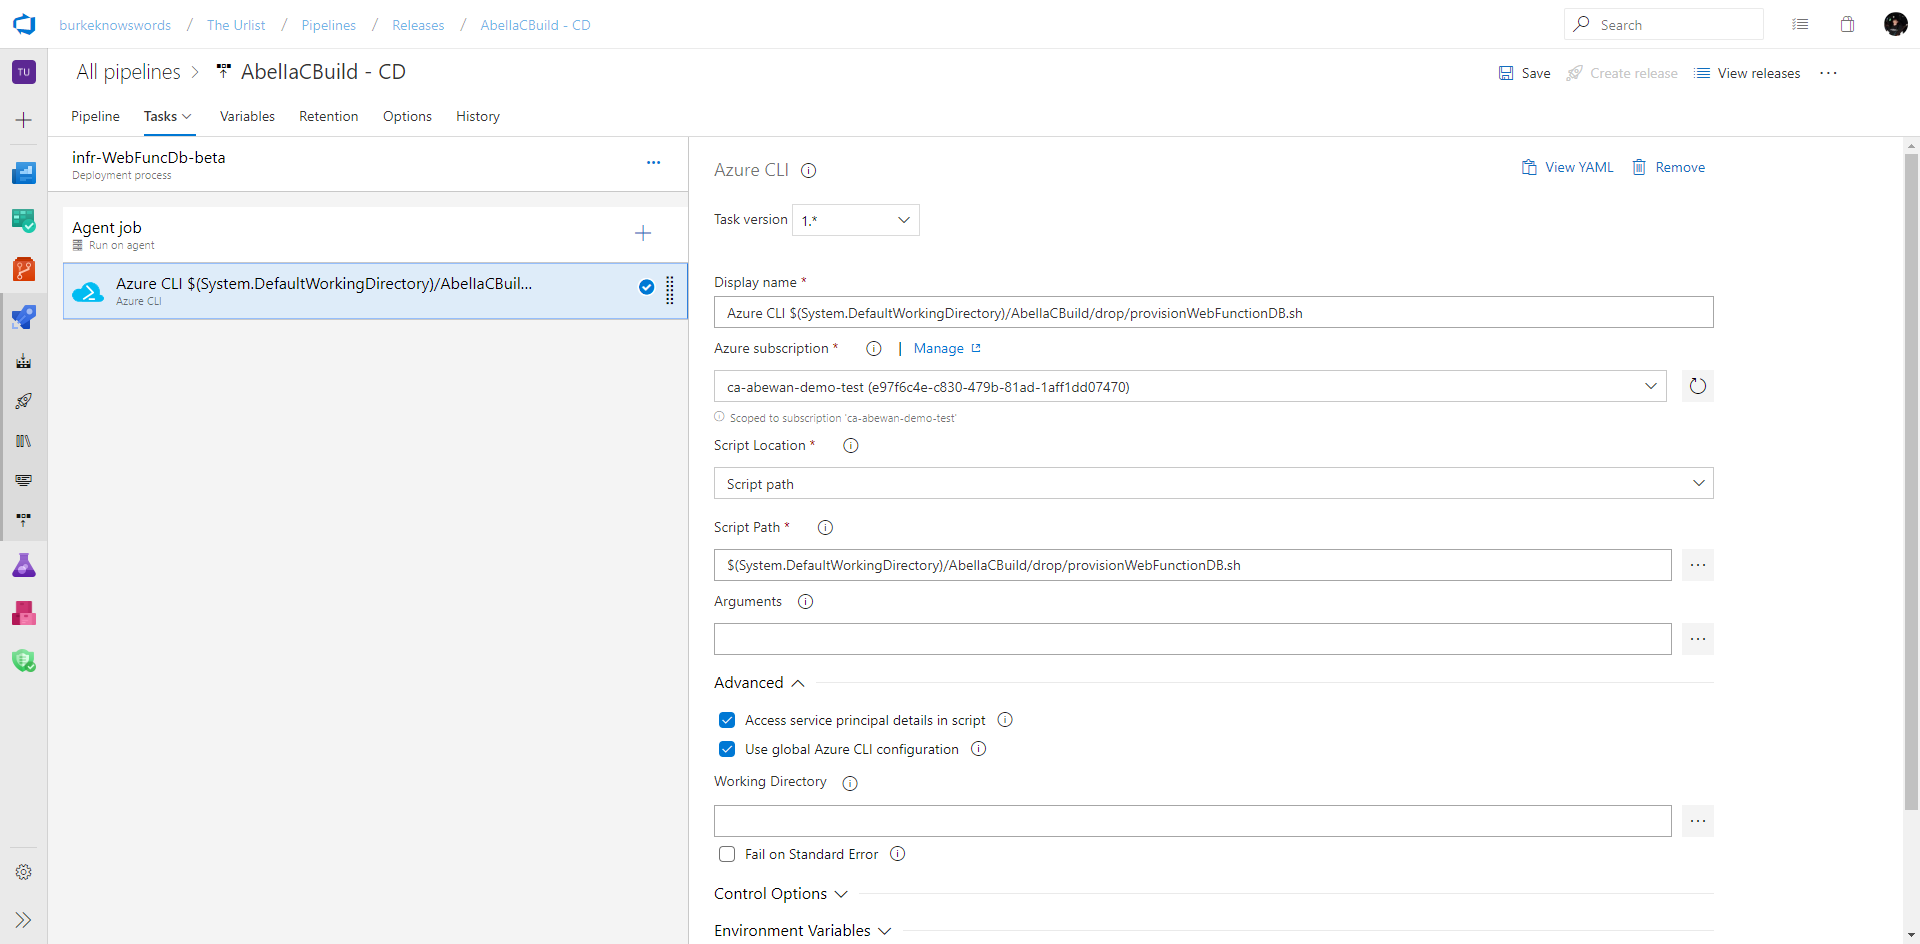 burkeknowswords / The Urlist / Pipelines / Releases / AbelIaCBuild - CD
Search
TU
All pipelines > AbelIaCBuild - CD
Save Create release View releases ...
Pipeline Tasks Variables Retention Options History
infr-WebFuncDb-beta
Deployment process
...
Agent job
Run on agent
Azure CLI $(System.DefaultWorkingDirectory)/AbelIaCBuil...
Azure CLI
Azure CLI
View YAML Remove
Task version 1.*
Display name *
Azure CLI $(System.DefaultWorkingDirectory)/AbelIaCBuild/drop/provisionWebFunctionDB.sh
Azure subscription * | Manage
ca-abewan-demo-test (e97f6c4e-c830-479b-81ad-1aff1dd07470)
Scoped to subscription 'ca-abewan-demo-test'
Script Location *
Script path
Script Path *
$(System.DefaultWorkingDirectory)/AbelIaCBuild/drop/provisionWebFunctionDB.sh
...
Arguments
...
Advanced
Access service principal details in script
Use global Azure CLI configuration
Working Directory
...
Fail on Standard Error
Control Options
Environment Variables